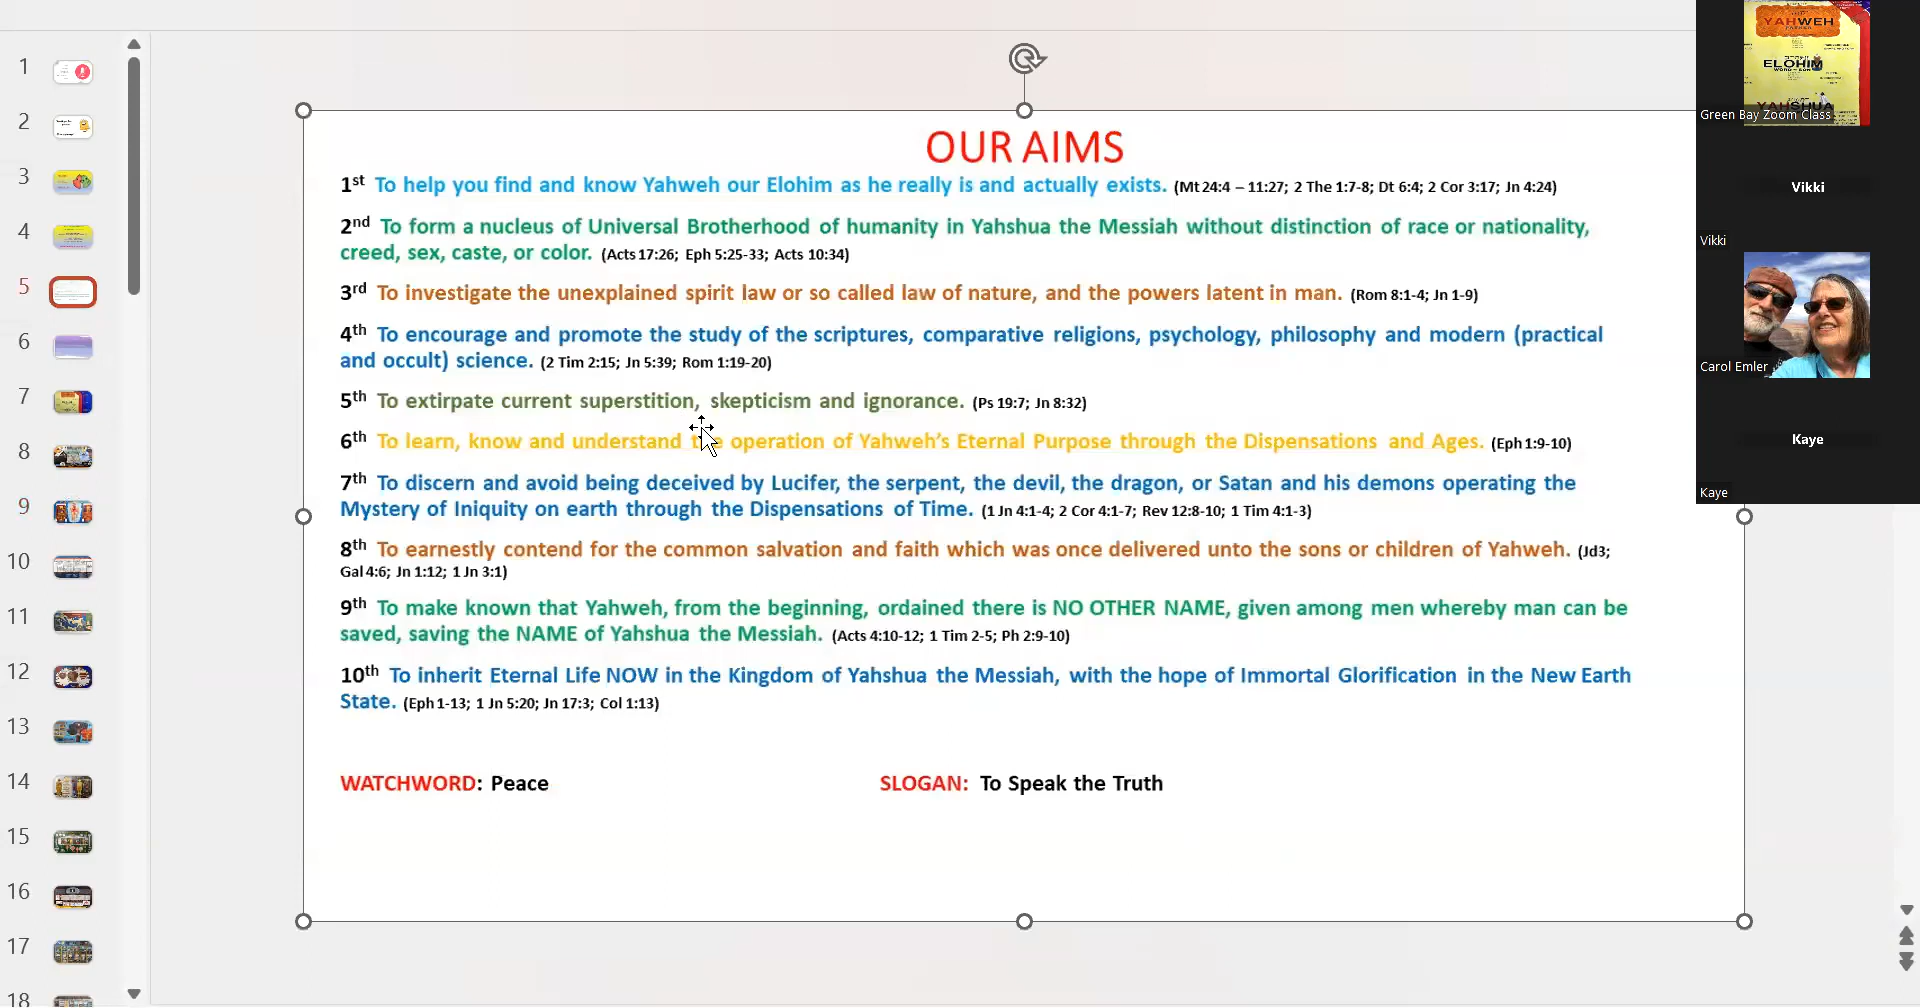 OUR AIMS
1st To help you find and know Yahweh our Elohim as he really is and actually exists. (Mt 24:4 – 11:27; 2 The 1:7-8; Dt 6:4; 2 Cor 3:17; Jn 4:24)
2nd To form a nucleus of Universal Brotherhood of humanity in Yahshua the Messiah without distinction of race or nationality,
creed, sex, caste, or color. (Acts 17:26; Eph 5:25-33; Acts 10:34)
3rd To investigate the unexplained spirit law or so called law of nature, and the powers latent in man. (Rom 8:1-4; Jn 1-9)
4th To encourage and promote the study of the scriptures, comparative religions, psychology, philosophy and modern (practical
and occult) science. (2 Tim 2:15; Jn 5:39; Rom 1:19-20)
5th To extirpate current superstition, skepticism and ignorance. (Ps 19:7; Jn 8:32)
6th To learn, know and understand the operation of Yahweh's Eternal Purpose through the Dispensations and Ages. (Eph 1:9-10)
7th To discern and avoid being deceived by Lucifer, the serpent, the devil, the dragon, or Satan and his demons operating the
Mystery of Iniquity on earth through the Dispensations of Time. (1 Jn 4:1-4; 2 Cor 4:1-7; Rev 12:8-10; 1 Tim 4:1-3)
8th To earnestly contend for the common salvation and faith which was once delivered unto the sons or children of Yahweh. (Jd3;
Gal 4:6; Jn 1:12; 1 Jn 3:1)
9th To make known that Yahweh, from the beginning, ordained there is NO OTHER NAME, given among men whereby man can be
saved, saving the NAME of Yahshua the Messiah. (Acts 4:10-12; 1 Tim 2-5; Ph 2:9-10)
10th To inherit Eternal Life NOW in the Kingdom of Yahshua the Messiah, with the hope of Immortal Glorification in the New Earth
State. (Eph 1-13; 1 Jn 5:20; Jn 17:3; Col 1:13)
WATCHWORD: Peace
SLOGAN: To Speak the Truth
1
2
3
4
5
6
7
8
9
10
11
12
13
14
15
16
17
18
YAHWEH
ELOHIM
YAHSHUA
Green Bay Zoom Class
Vikki
Vikki
Carol Emler
Kaye
Kaye